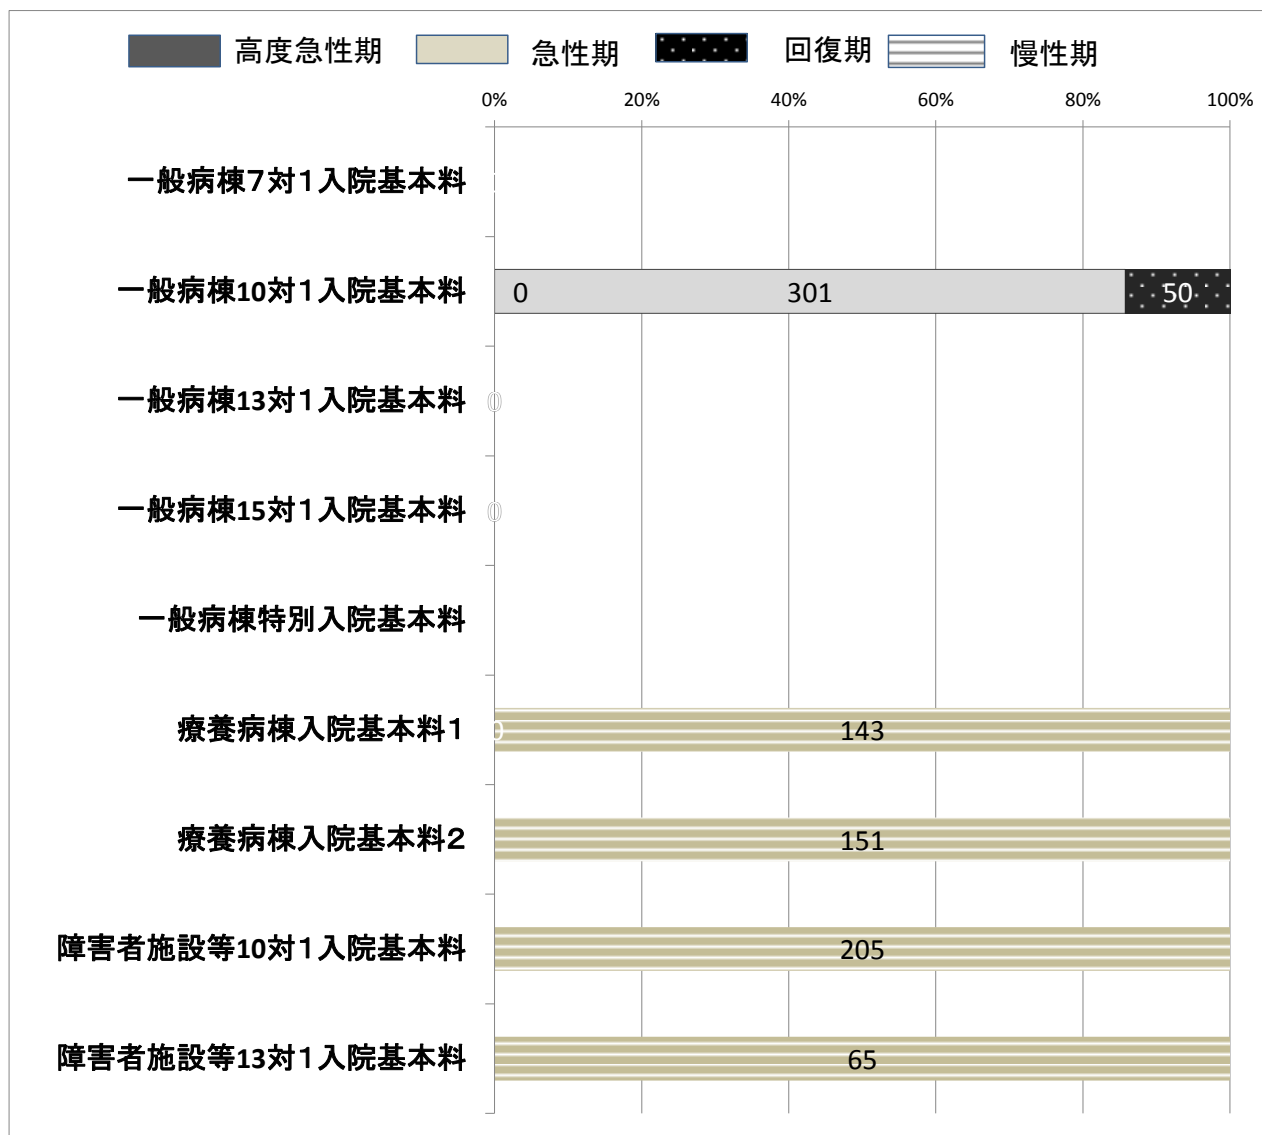 高度急性期 急性期 回復期 慢性期
0% 20% 40% 60% 80% 100%
一般病棟7対1入院基本料
一般病棟10対1入院基本料 0 301 50
一般病棟13対1入院基本料 0
一般病棟15対1入院基本料 0
一般病棟特別入院基本料
療養病棟入院基本料1 0 143
療養病棟入院基本料2 151
障害者施設等10対1入院基本料 205
障害者施設等13対1入院基本料 65